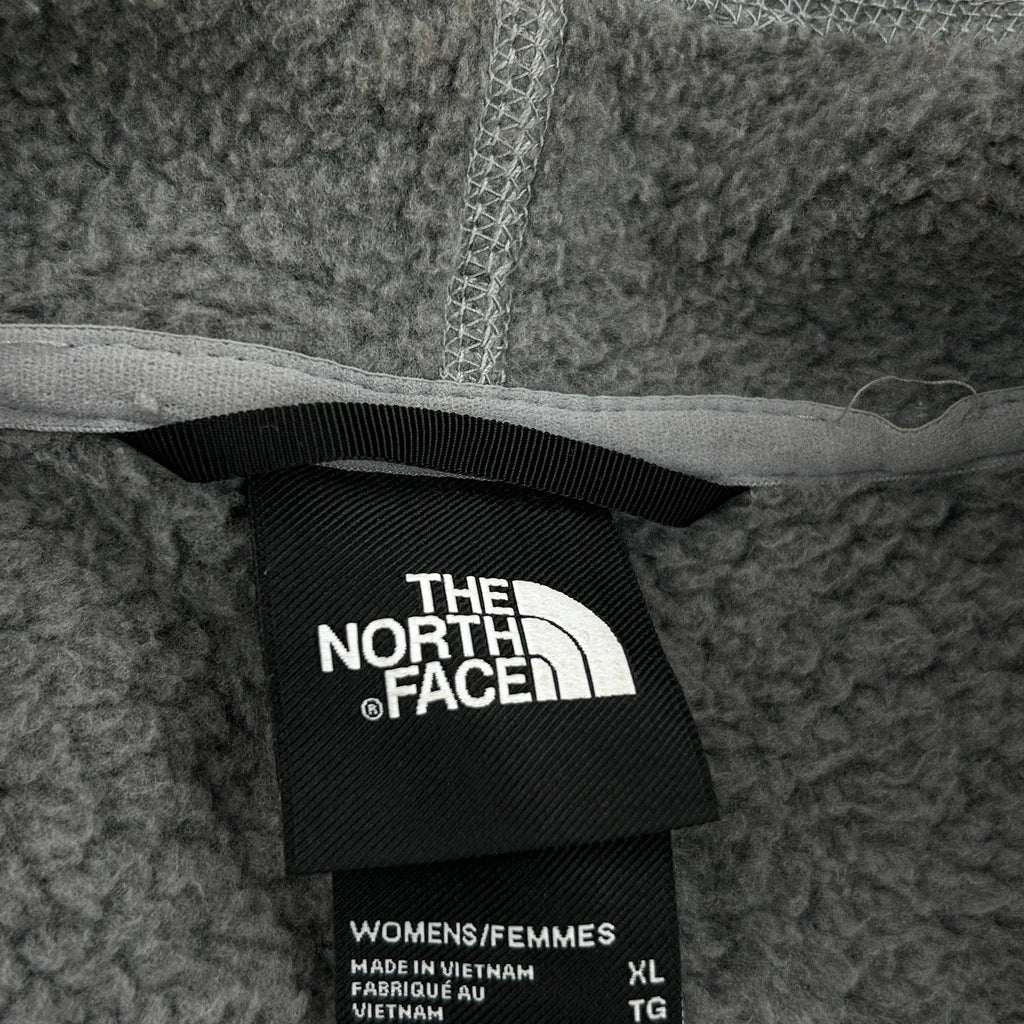 THE
NORTH
® FACE
WOMENS/FEMMES
MADE IN VIETNAM XL
FABRIQUÉ AU
VIETNAM TG